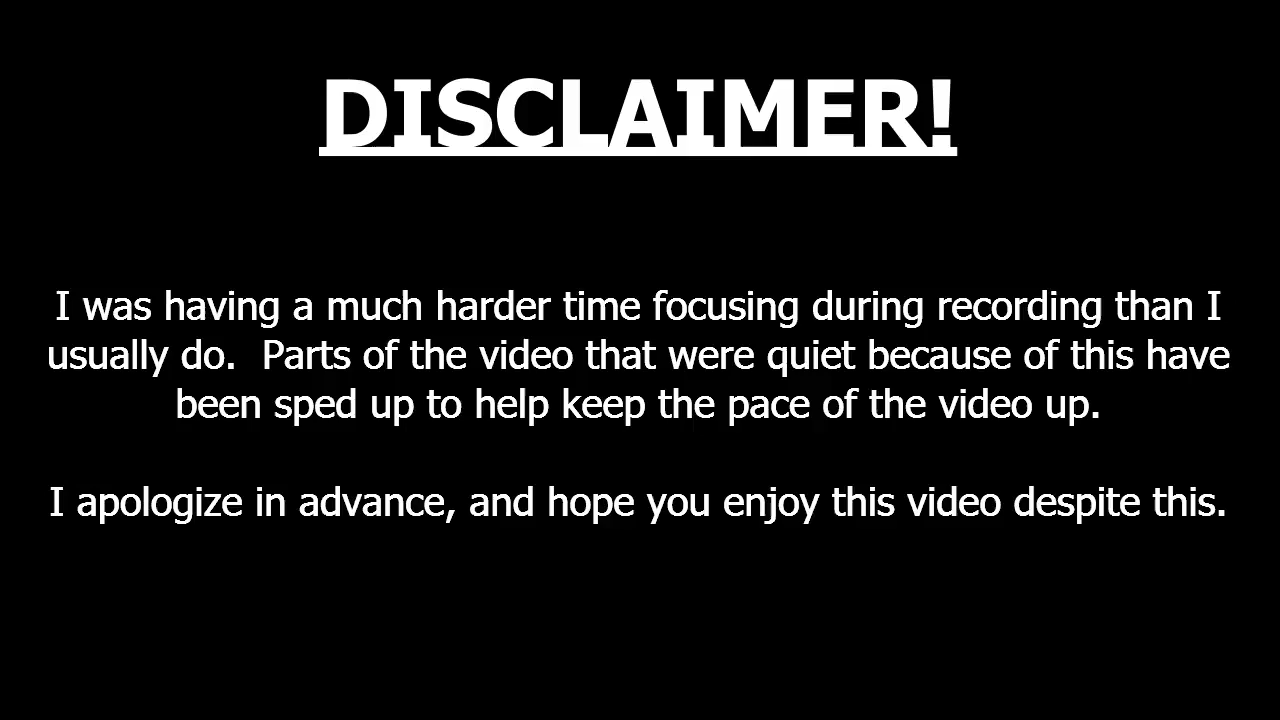 DISCLAIMER!
I was having a much harder time focusing during recording than I
usually do.  Parts of the video that were quiet because of this have
been sped up to help keep the pace of the video up.
I apologize in advance, and hope you enjoy this video despite this.